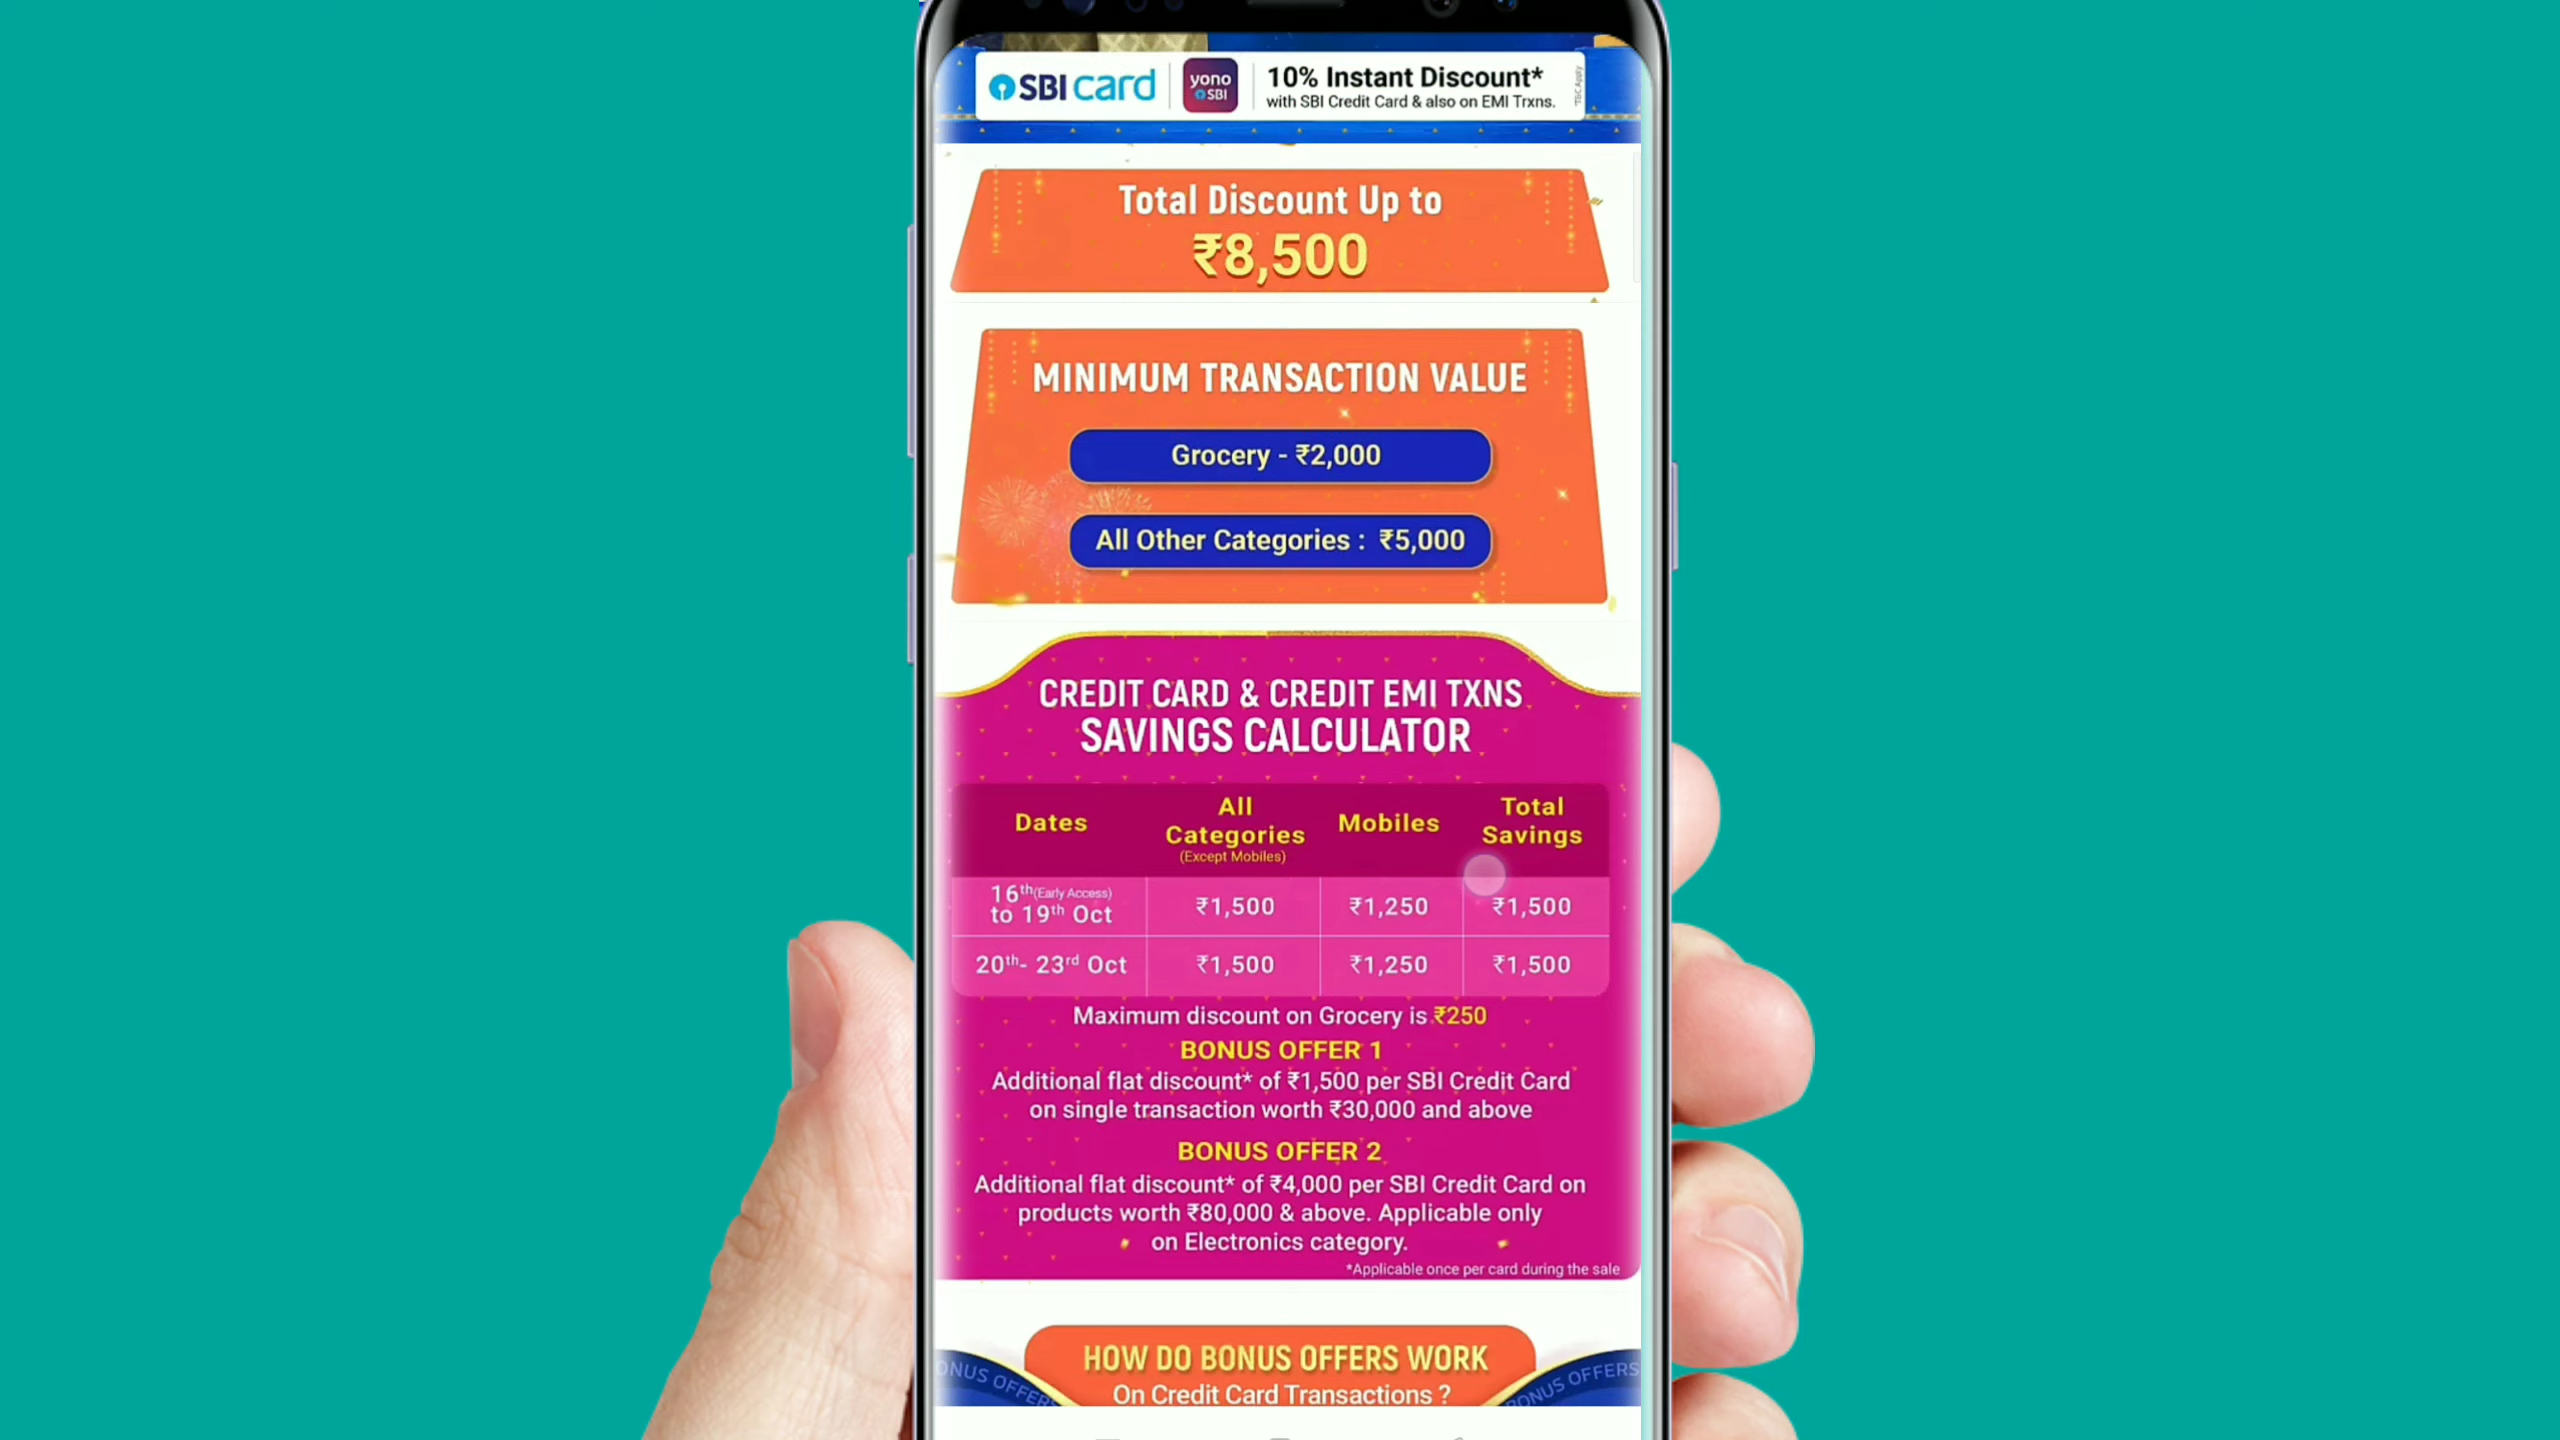 SBI card
yono
SBI
10% Instant Discount*
with SBI Credit Card & also on EMI Trxns.
*T&C Apply
Total Discount Up to
₹8,500
MINIMUM TRANSACTION VALUE
Grocery - ₹2,000
All Other Categories : ₹5,000
CREDIT CARD & CREDIT EMI TXNS
SAVINGS CALCULATOR
Dates
All Categories
(Except Mobiles)
Mobiles
Total Savings
16th (Early Access)
to 19th Oct
₹1,500
₹1,250
₹1,500
20th- 23rd Oct
₹1,500
₹1,250
₹1,500
Maximum discount on Grocery is ₹250
BONUS OFFER 1
Additional flat discount* of ₹1,500 per SBI Credit Card
on single transaction worth ₹30,000 and above
BONUS OFFER 2
Additional flat discount* of ₹4,000 per SBI Credit Card on
products worth ₹80,000 & above. Applicable only
on Electronics category.
*Applicable once per card during the sale
HOW DO BONUS OFFERS WORK
On Credit Card Transactions ?
ONUS OFFER
ONUS OFFERS